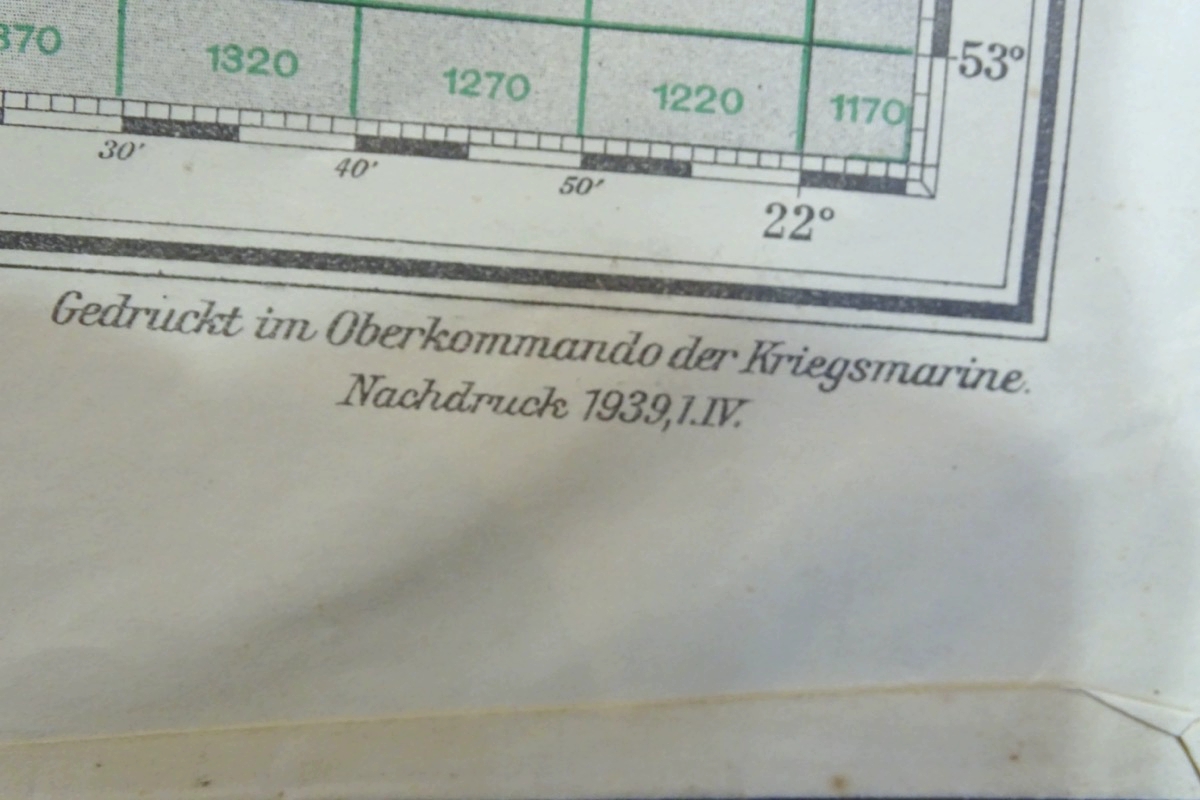 370 1320 1270 1220 1170
53°
30′ 40′ 50′
22°
Gedruckt im Oberkommando der Kriegsmarine.
Nachdruck 1939,1.IV.